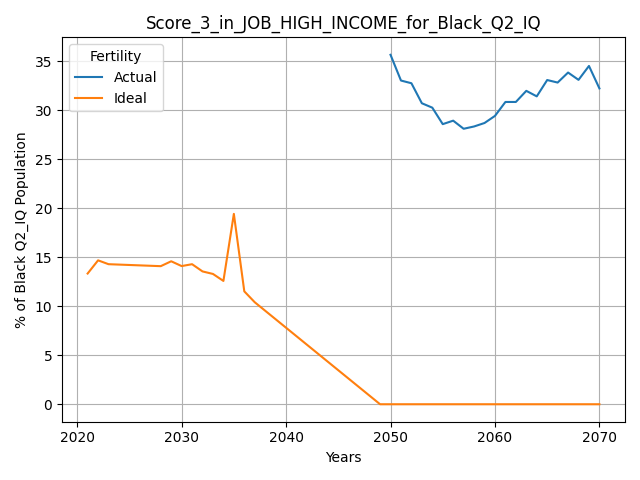 Score_3_in_JOB_HIGH_INCOME_for_Black_Q2_IQ
Fertility
Actual
Ideal
% of Black Q2_IQ Population
35
30
25
20
15
10
5
0
2020 2030 2040 2050 2060 2070
Years